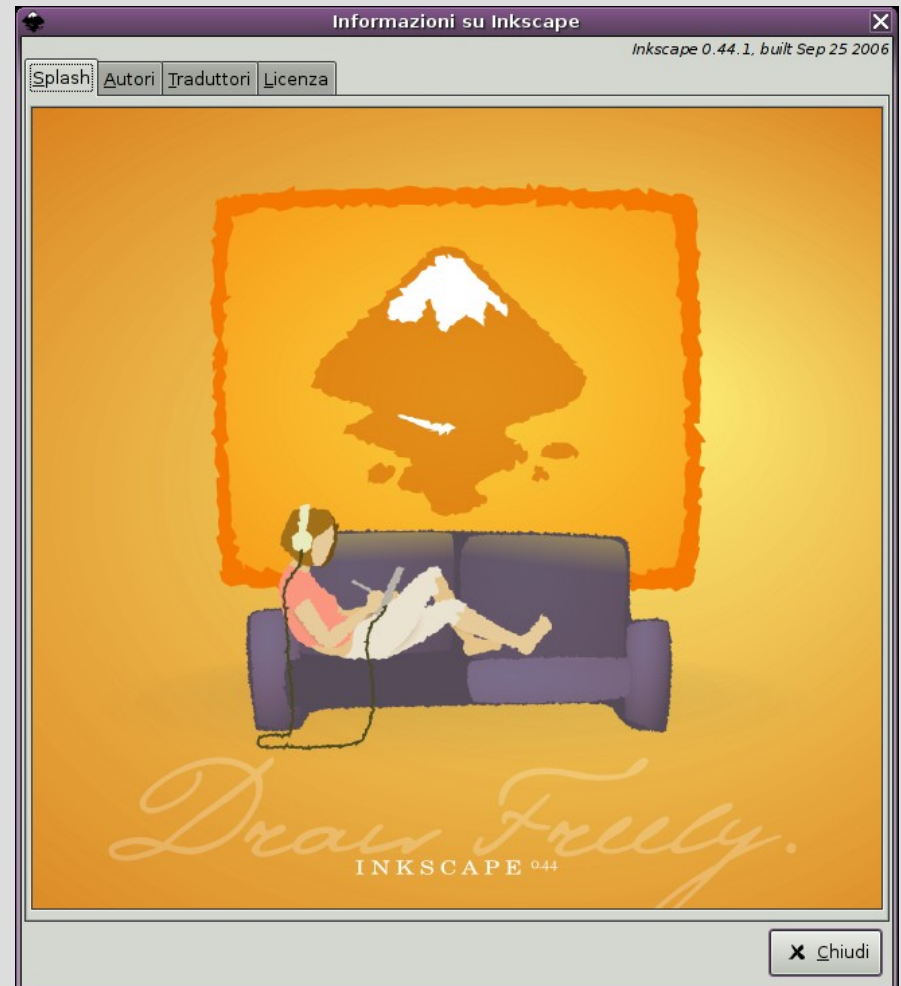 Informazioni su Inkscape
Inkscape 0.44.1, built Sep 25 2006
Splash Autori Traduttori Licenza
Draw Freely.
INKSCAPE 0.44
Chiudi